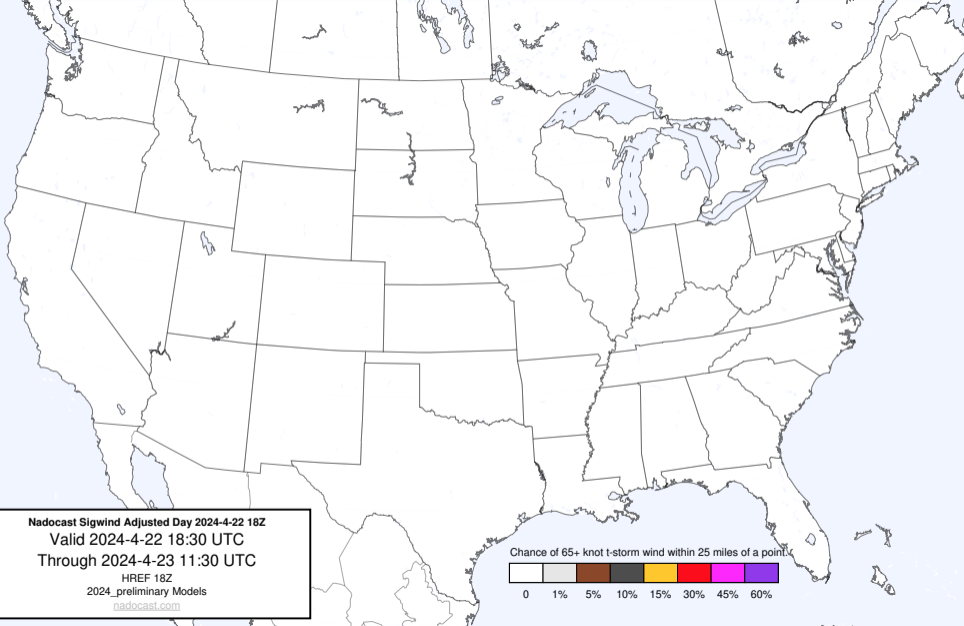 Nadocast Sigwind Adjusted Day 2024-4-22 18Z
Valid 2024-4-22 18:30 UTC
Through 2024-4-23 11:30 UTC
HREF 18Z
2024_preliminary Models
nadocast.com
Chance of 65+ knot t-storm wind within 25 miles of a point.
0 1% 5% 10% 15% 30% 45% 60%